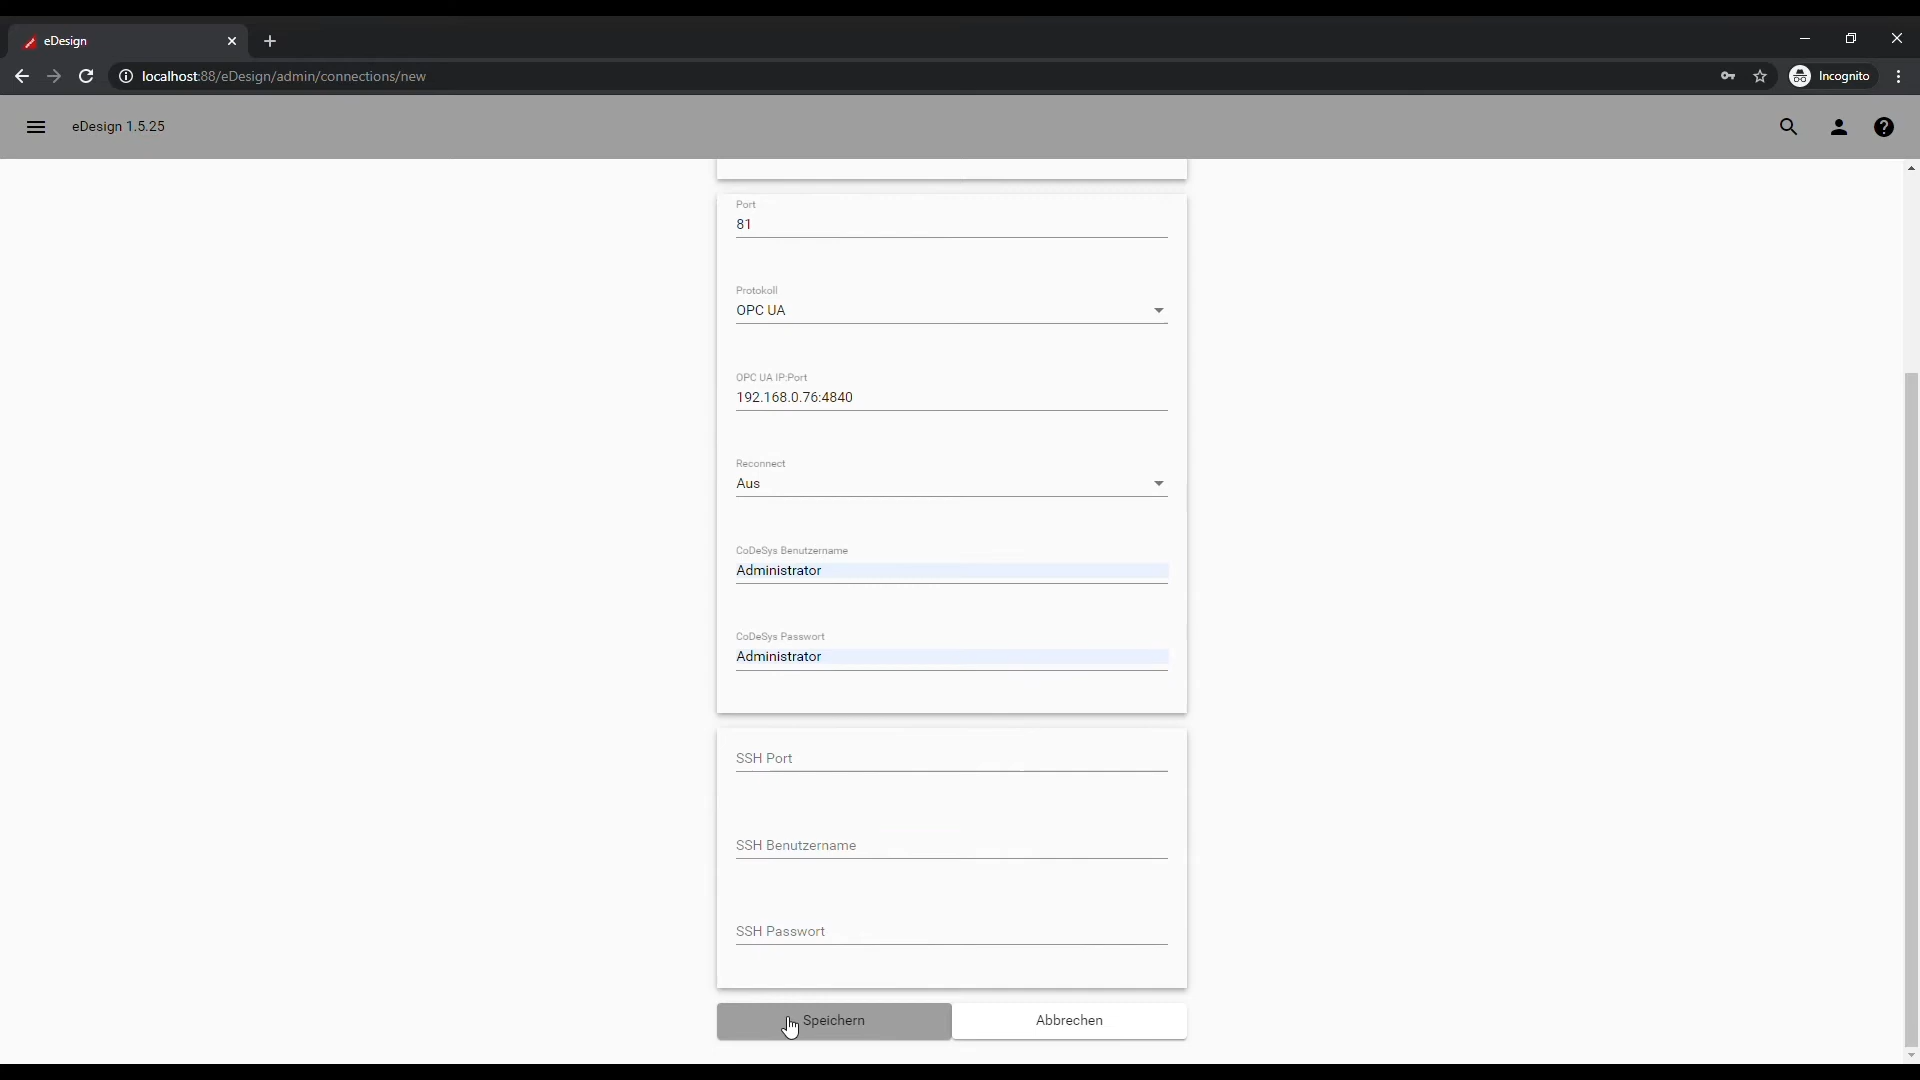 eDesign
localhost:88/eDesign/admin/connections/new
Incognito
eDesign 1.5.25
Port
81
Protokoll
OPC UA
OPC UA IP:Port
192.168.0.76:4840
Reconnect
Aus
CoDeSys Benutzername
Administrator
CoDeSys Passwort
Administrator
SSH Port
SSH Benutzername
SSH Passwort
Speichern
Abbrechen